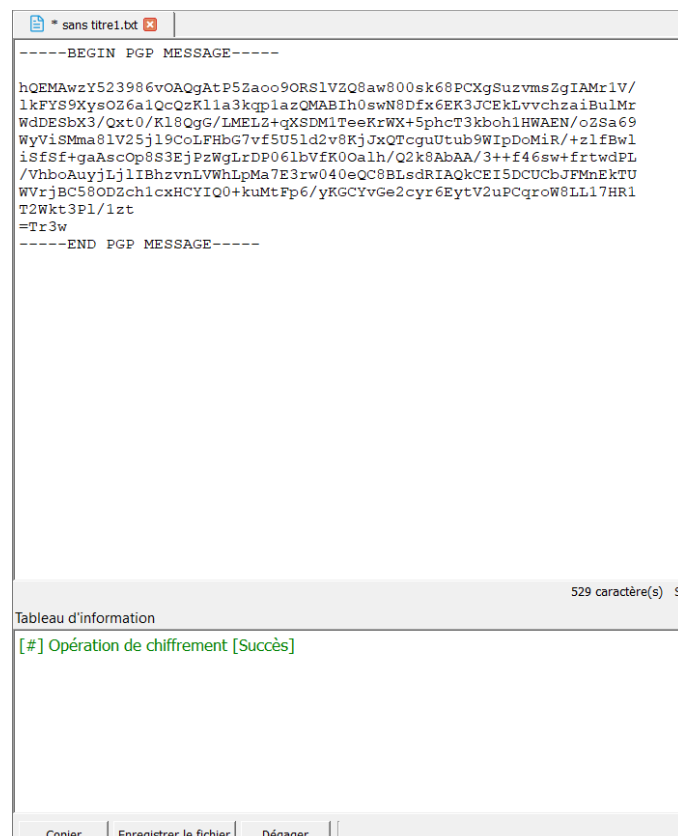 * sans titre1.txt
-----BEGIN PGP MESSAGE-----
hQEMAwzY523986vOAQgAtP5Zaoo9ORSlVZQ8aw800sk68PCXgSuzvmsZgIAMr1V/
lkFYS9XysOZ6a1QcQzKl1a3kqp1azQMABIh0swN8Dfx6EK3JCEkLvvchzaiBulMr
WdDESbX3/Qxt0/Kl8QgG/LMELZ+qXSDM1TeeKrWX+5phcT3kboh1HWAEN/oZSa69
WyViSMma8lV25jl9CoLFHbG7vf5U5ld2v8KjJxQTcguUtub9WIpDoMiR/+zlfBwl
iSfSf+gaAscOp8S3EjPzWgLrDP06lbVfK0Oalh/Q2k8AbAA/3++f46sw+frtwdPL
/VhboAuyjLjlIBhzvnLVWhLpMa7E3rw040eQC8BLsdRIAQkCEI5DCUCbJFMnEkTU
WVrjBC58ODZch1cxHCYIQ0+kuMtFp6/yKGCYvGe2cyr6EytV2uPCqroW8LL17HR1
T2Wkt3Pl/1zt
=Tr3w
-----END PGP MESSAGE-----
529 caractère(s)
Tableau d'information
[#] Opération de chiffrement [Succès]
Copier Enregistrer le fichier Dégager